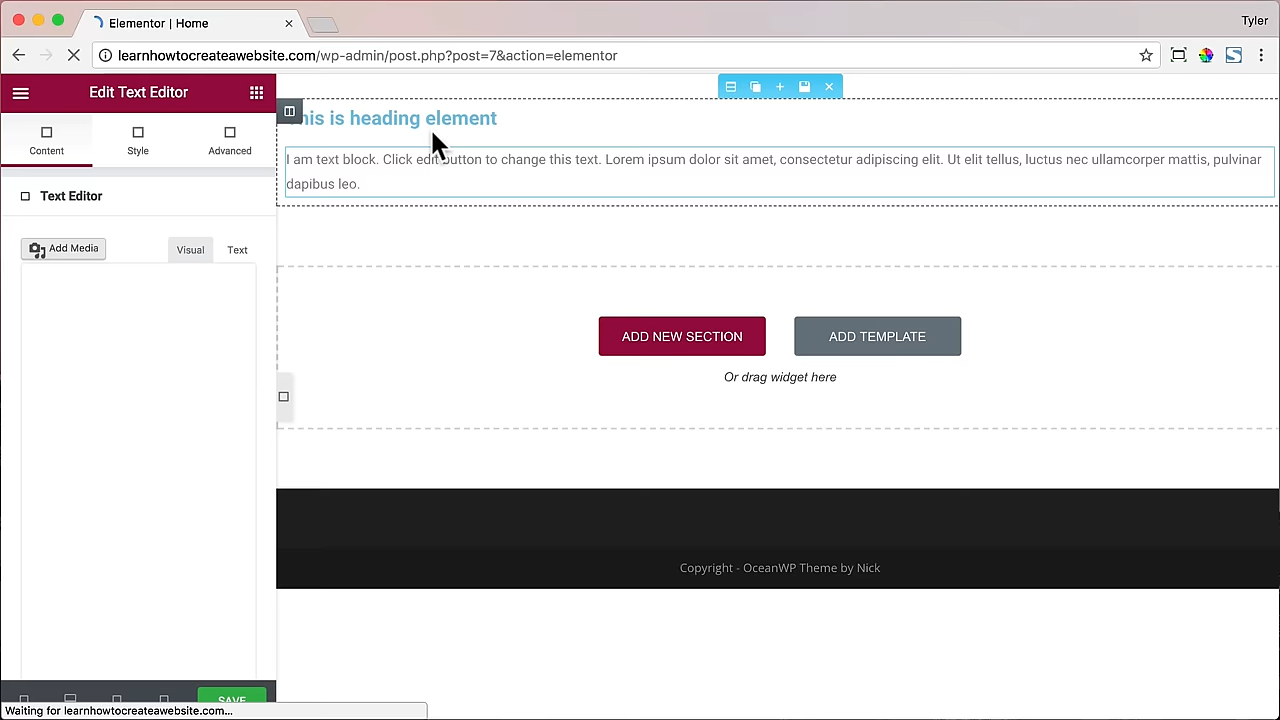 Elementor | Home
Tyler
learnhowtocreateawebsite.com/wp-admin/post.php?post=7&action=elementor
Edit Text Editor
Content
Style
Advanced
Text Editor
Add Media
Visual
Text
This is heading element
I am text block. Click edit button to change this text. Lorem ipsum dolor sit amet, consectetur adipiscing elit. Ut elit tellus, luctus nec ullamcorper mattis, pulvinar
dapibus leo.
ADD NEW SECTION
ADD TEMPLATE
Or drag widget here
Copyright - OceanWP Theme by Nick
SAVE
Waiting for learnhowtocreateawebsite.com...